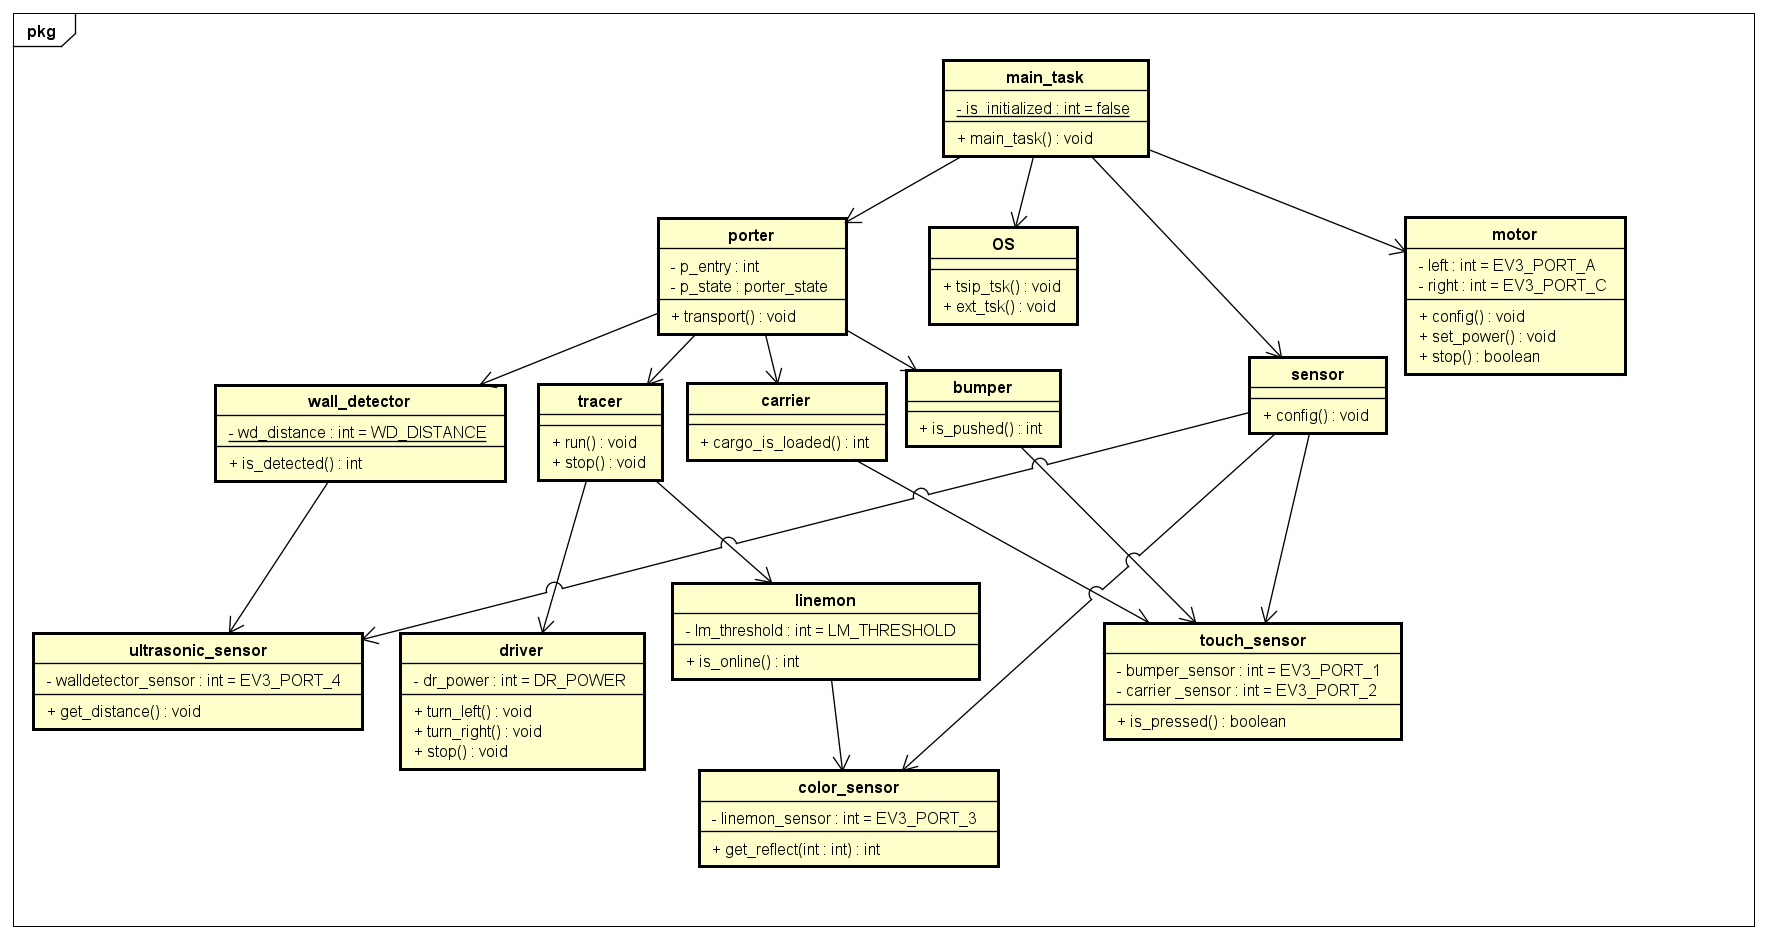 pkg
main_task
- is_initialized : int = false
+ main_task() : void
porter
- p_entry : int
- p_state : porter_state
+ transport() : void
OS
+ tsip_tsk() : void
+ ext_tsk() : void
motor
- left : int = EV3_PORT_A
- right : int = EV3_PORT_C
+ config() : void
+ set_power() : void
+ stop() : boolean
sensor
+ config() : void
wall_detector
- wd_distance : int = WD_DISTANCE
+ is_detected() : int
tracer
+ run() : void
+ stop() : void
carrier
+ cargo_is_loaded() : int
bumper
+ is_pushed() : int
ultrasonic_sensor
- walldetector_sensor : int = EV3_PORT_4
+ get_distance() : void
driver
- dr_power : int = DR_POWER
+ turn_left() : void
+ turn_right() : void
+ stop() : void
linemon
- lm_threshold : int = LM_THRESHOLD
+ is_online() : int
touch_sensor
- bumper_sensor : int = EV3_PORT_1
- carrier _sensor : int = EV3_PORT_2
+ is_pressed() : boolean
color_sensor
- linemon_sensor : int = EV3_PORT_3
+ get_reflect(int : int) : int